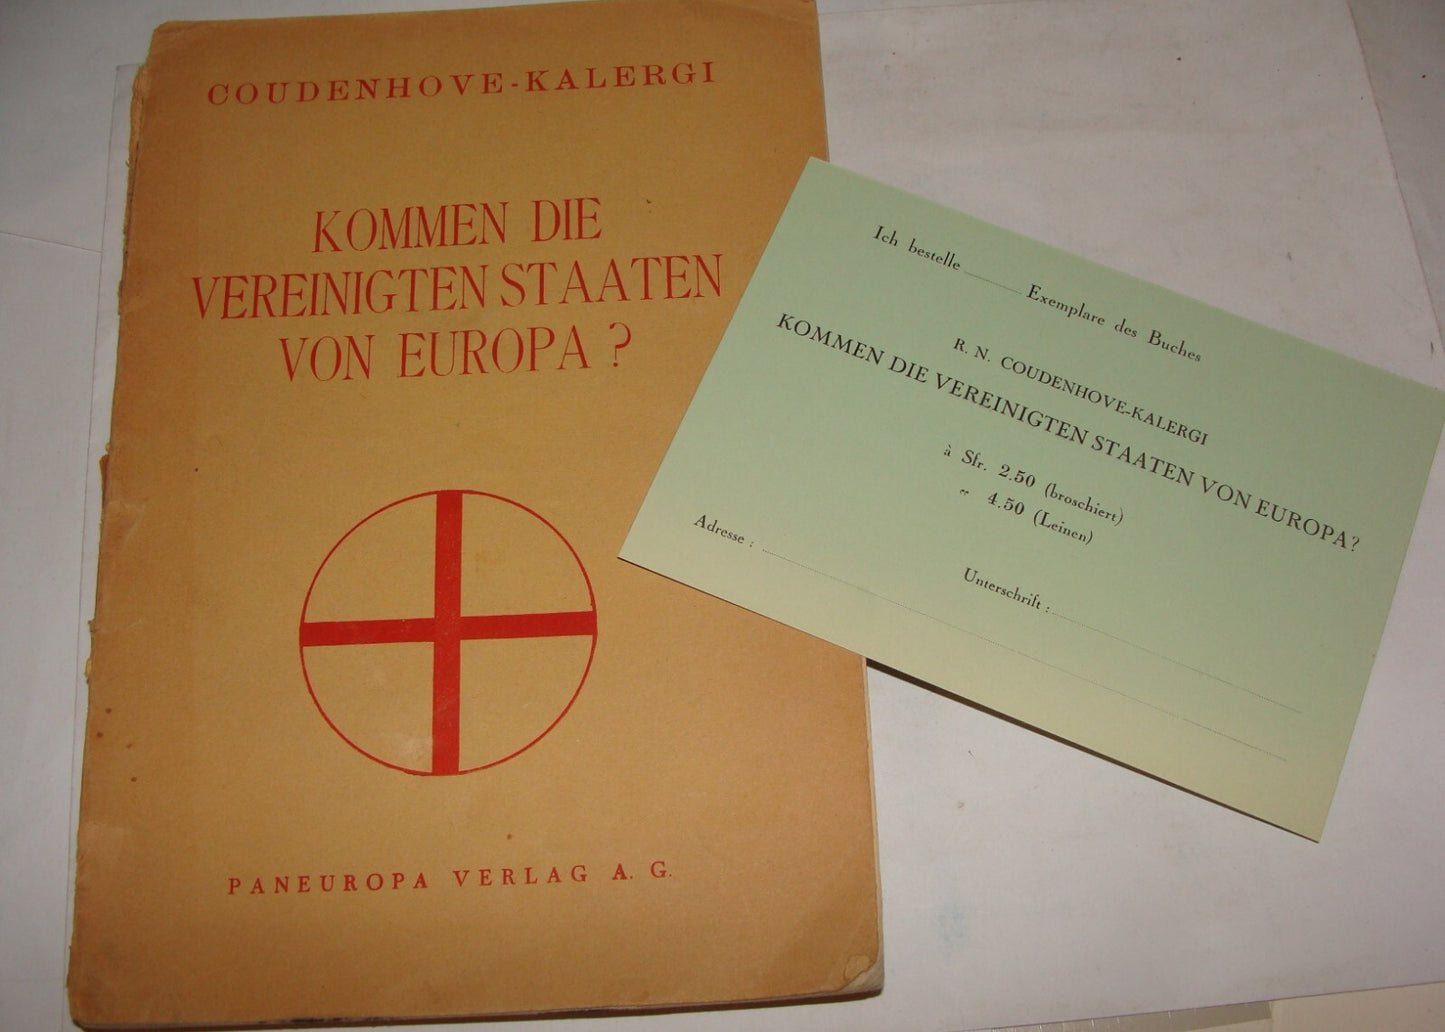 COUDENHOVE-KALERGI
KOMMEN DIE
VEREINIGTEN STAATEN
VON EUROPA ?
PANEUROPA VERLAG A. G.
Ich bestelle ............ Exemplare des Buches
R. N. COUDENHOVE-KALERGI
KOMMEN DIE VEREINIGTEN STAATEN VON EUROPA?
à Sfr. 2.50 (broschiert)
„ 4.50 (Leinen)
Unterschrift : ............
Adresse : ............